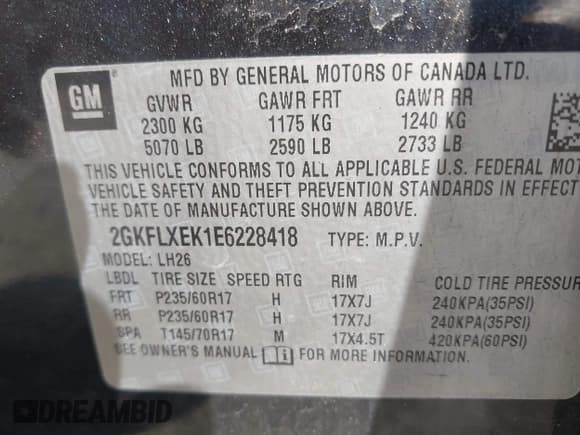 GM
MFD BY GENERAL MOTORS OF CANADA LTD.
GVWR GAWR FRT GAWR RR
2300 KG 1175 KG 1240 KG
5070 LB 2590 LB 2733 LB
THIS VEHICLE CONFORMS TO ALL APPLICABLE U.S. FEDERAL MOT
VEHICLE SAFETY AND THEFT PREVENTION STANDARDS IN EFFECT
THE DATE OF MANUFACTURE SHOWN ABOVE.
2GKFLXEK1E6228418 TYPE: M.P.V.
MODEL: LH26
LBDL TIRE SIZE SPEED RTG RIM COLD TIRE PRESSUR
FRT P235/60R17 H 17X7J 240KPA(35PSI)
RR P235/60R17 H 17X7J 240KPA(35PSI)
SPA T145/70R17 M 17X4.5T 420KPA(60PSI)
SEE OWNER'S MANUAL FOR MORE INFORMATION.
DREAMBID